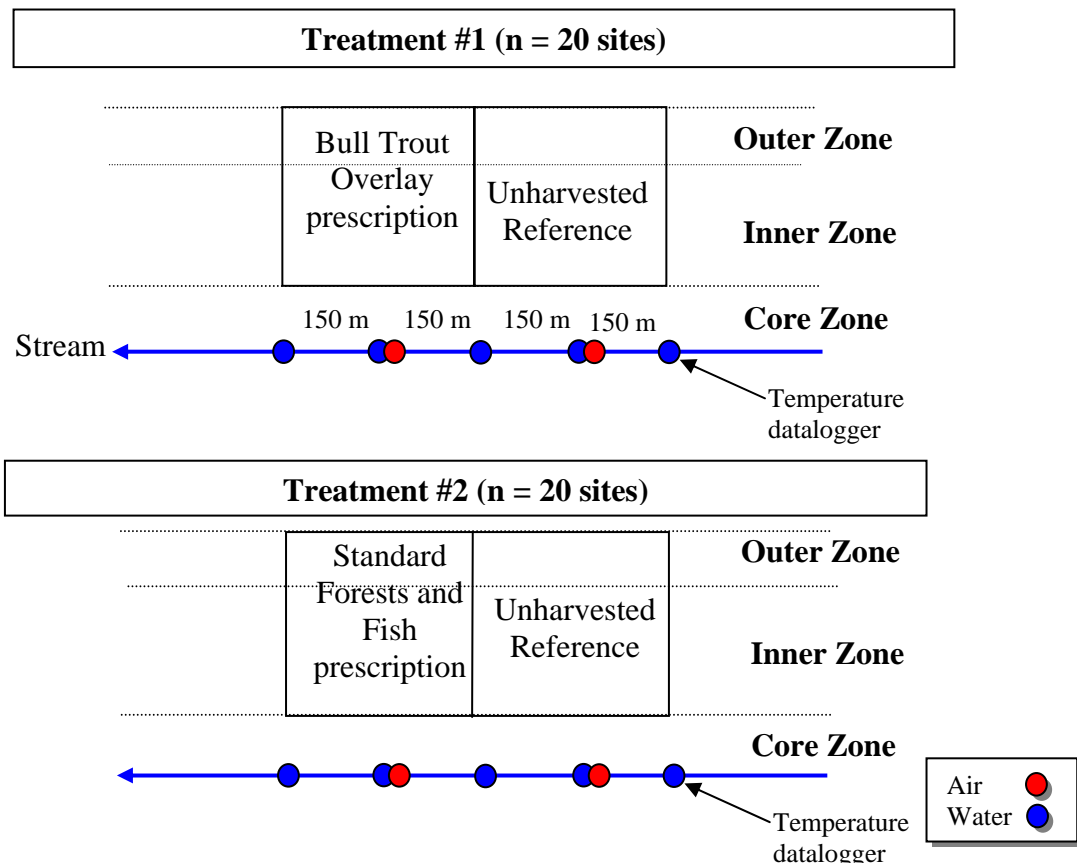 Treatment #1 (n = 20 sites)
Bull Trout
Overlay
prescription
Unharvested
Reference
Outer Zone
Inner Zone
Core Zone
150 m
150 m
150 m
150 m
Stream
Temperature
datalogger
Treatment #2 (n = 20 sites)
Standard
Forests and
Fish
prescription
Unharvested
Reference
Outer Zone
Inner Zone
Core Zone
Temperature
datalogger
Air
Water